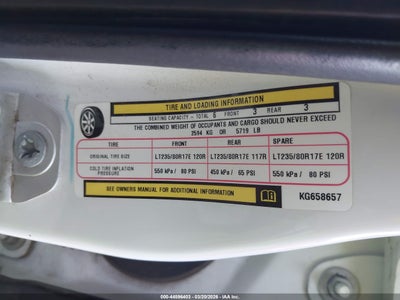 TIRE AND LOADING INFORMATION
SEATING CAPACITY - TOTAL 6 FRONT 3 REAR 3
THE COMBINED WEIGHT OF OCCUPANTS AND CARGO SHOULD NEVER EXCEED
2594 KG OR 5719 LB
TIRE FRONT REAR SPARE
ORIGINAL TIRE SIZE LT235/80R17E 120R LT235/80R17E 117R LT235/80R17E 120R
COLD TIRE INFLATION PRESSURE 550 kPa / 80 PSI 450 kPa / 65 PSI 550 kPa / 80 PSI
SEE OWNERS MANUAL FOR ADDITIONAL INFORMATION KG658657
000-44696403 - 03/20/2026 - IAA Inc.